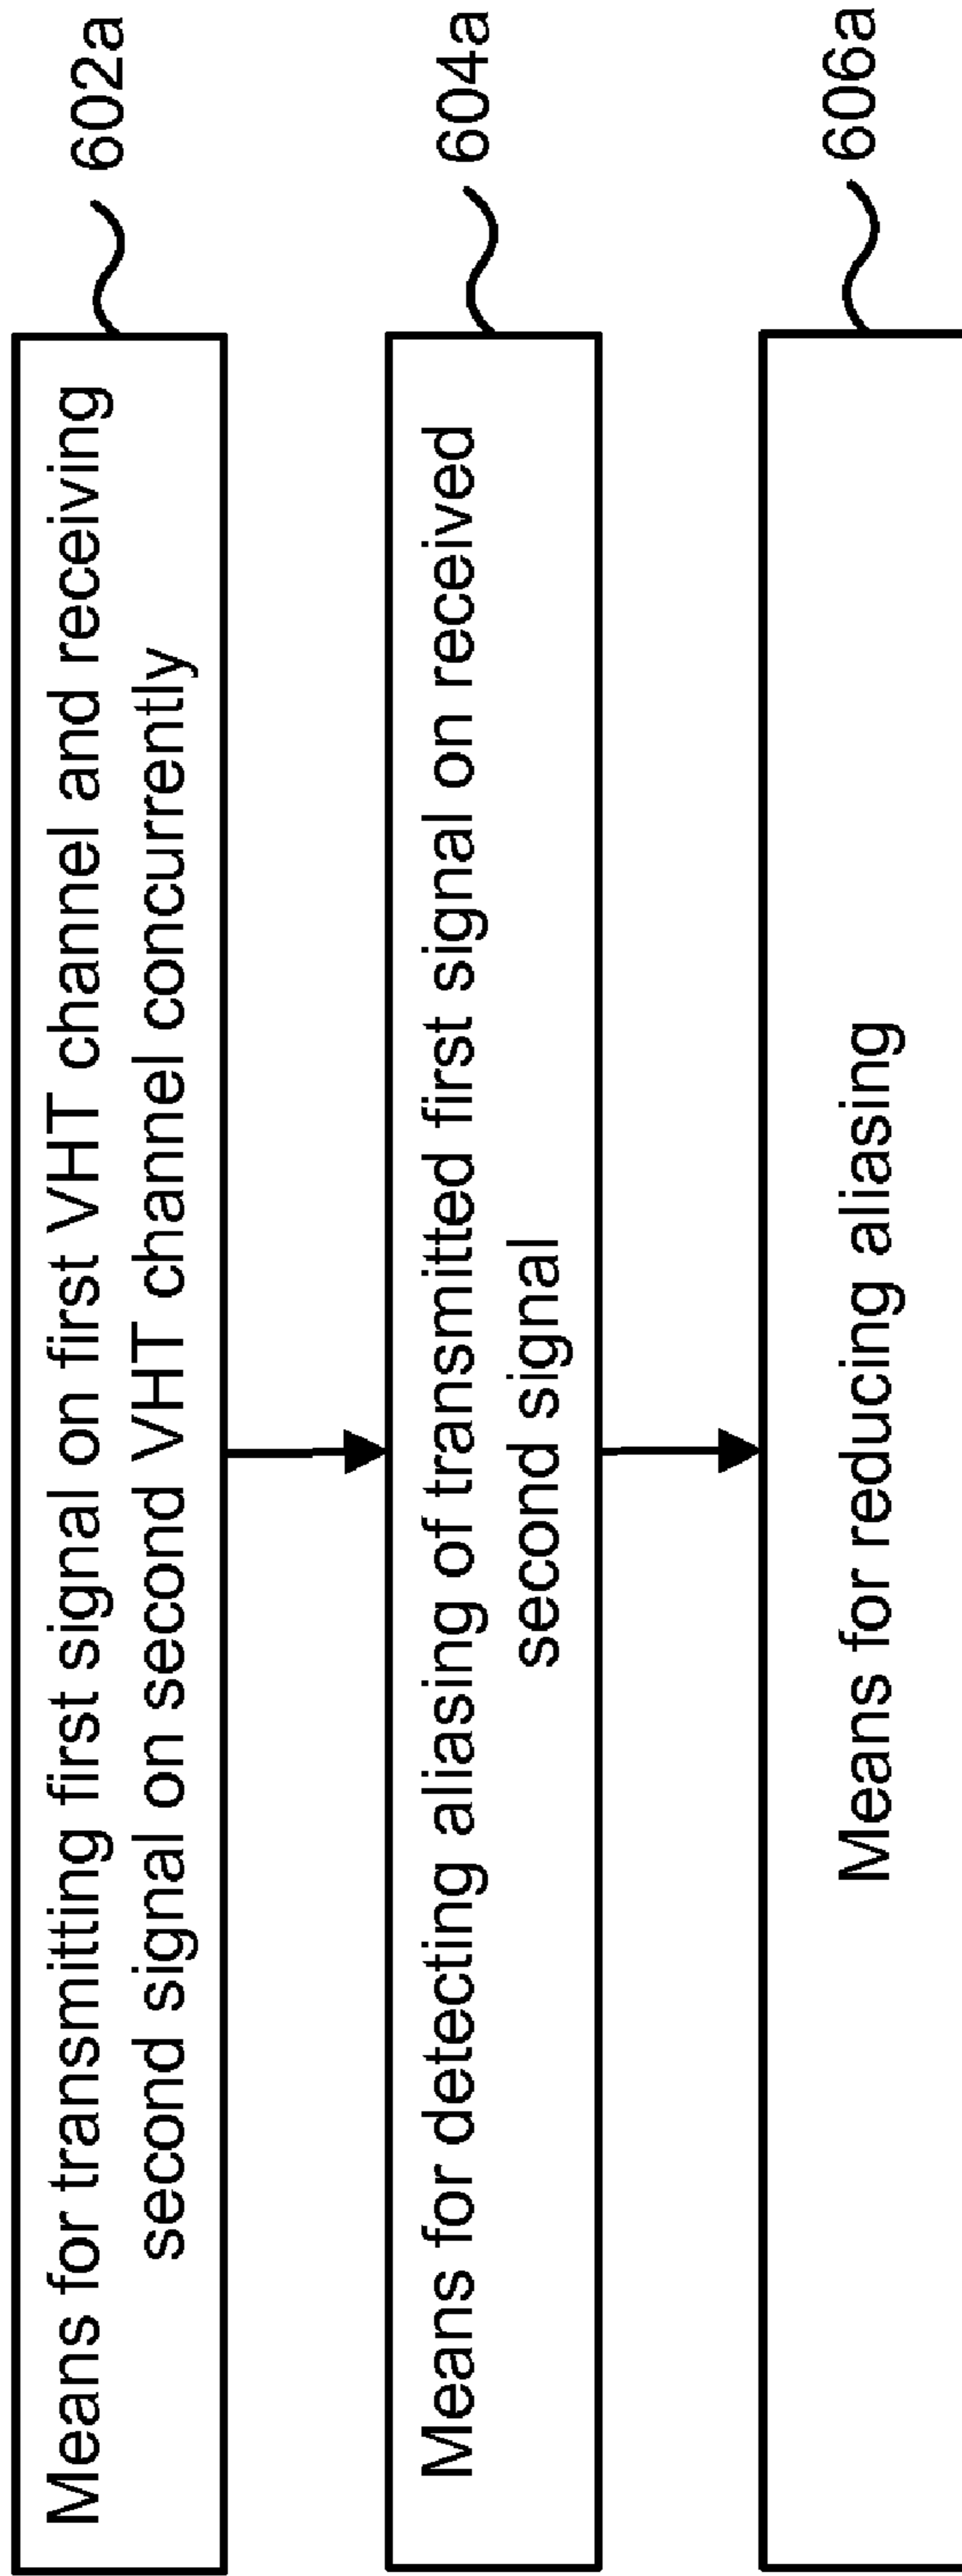 Means for transmitting first signal on first VHT channel and receiving
second signal on second VHT channel concurrently
602a
Means for detecting aliasing of transmitted first signal on received
second signal
604a
Means for reducing aliasing
606a